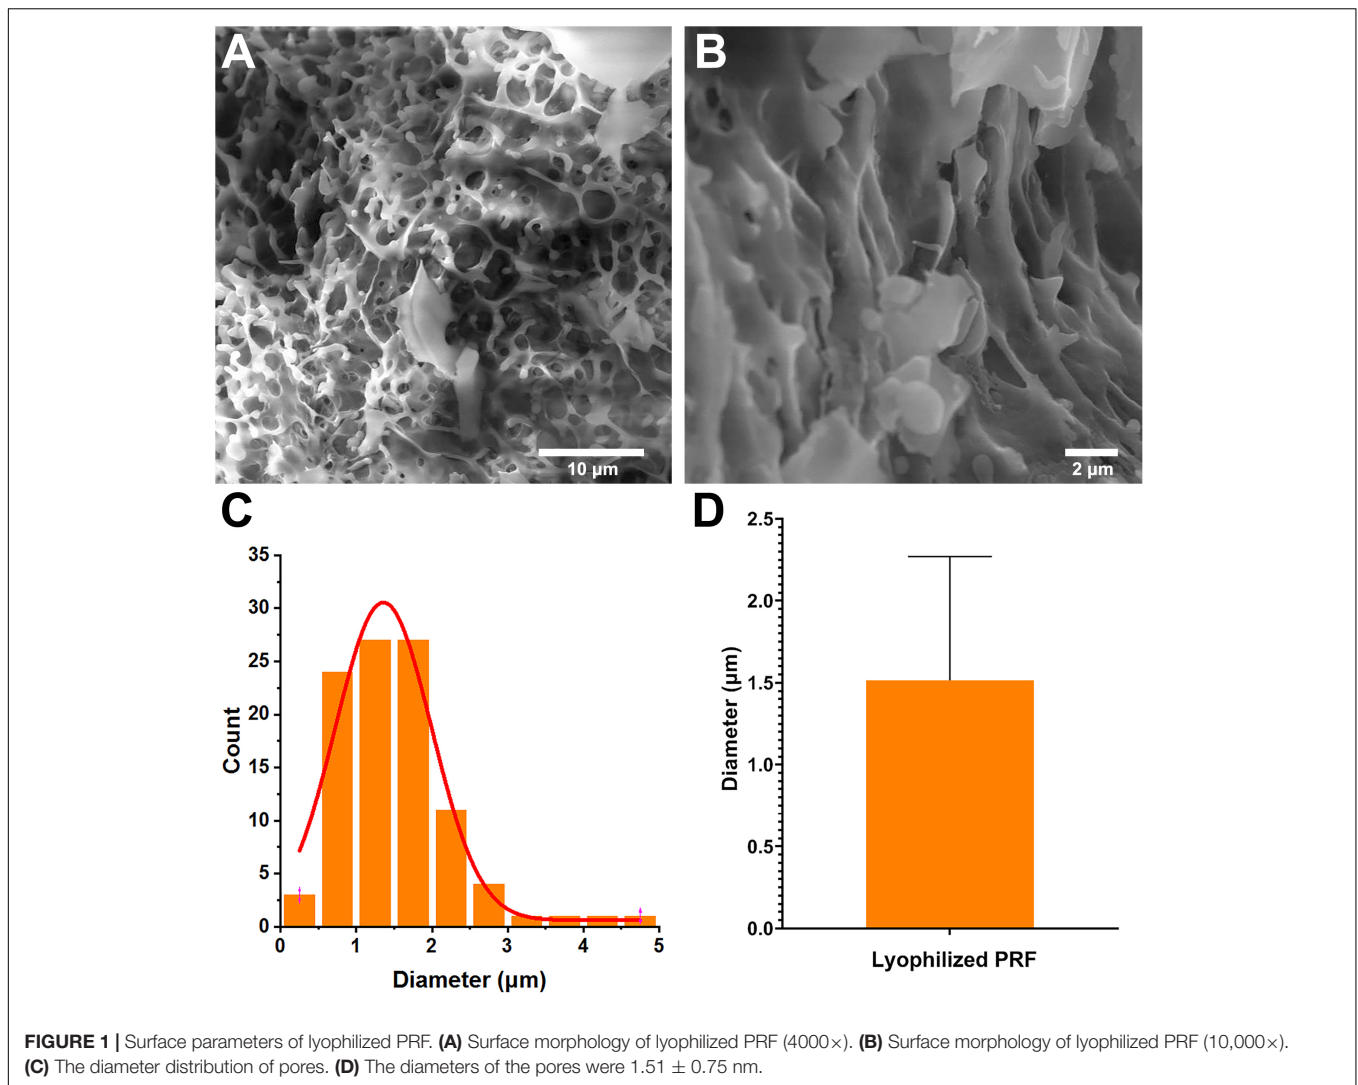 A
B
10 µm
2 µm
C
D
35
30
25
20
15
10
5
0
Count
0 1 2 3 4 5
Diameter (µm)
2.5
2.0
1.5
1.0
0.5
0.0
Diameter (µm)
Lyophilized PRF
FIGURE 1 | Surface parameters of lyophilized PRF. (A) Surface morphology of lyophilized PRF (4000×). (B) Surface morphology of lyophilized PRF (10,000×).
(C) The diameter distribution of pores. (D) The diameters of the pores were 1.51 ± 0.75 nm.